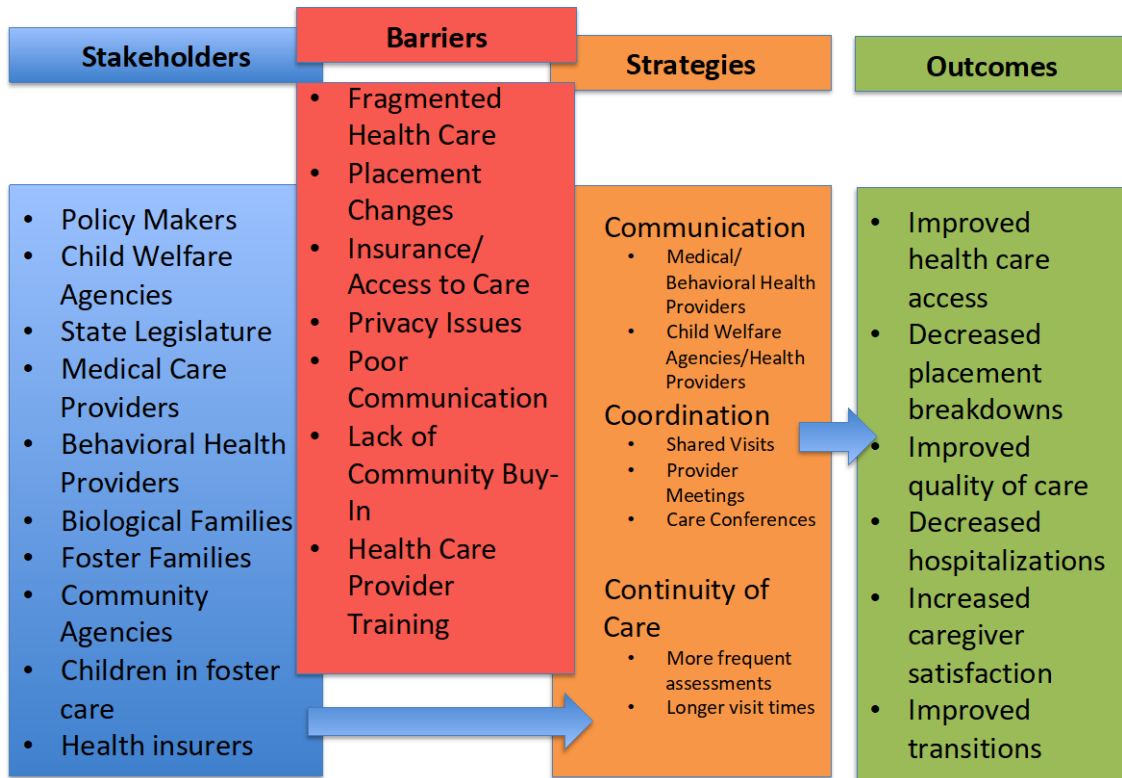 Stakeholders
• Policy Makers
• Child Welfare
Agencies
• State Legislature
• Medical Care
Providers
• Behavioral Health
Providers
• Biological Families
• Foster Families
• Community
Agencies
• Children in foster
care
• Health insurers
Barriers
• Fragmented
Health Care
• Placement
Changes
• Insurance/
Access to Care
• Privacy Issues
• Poor
Communication
• Lack of
Community Buy-
In
• Health Care
Provider
Training
Strategies
Communication
• Medical/
Behavioral Health
Providers
• Child Welfare
Agencies/Health
Providers
Coordination
• Shared Visits
• Provider
Meetings
• Care Conferences
Continuity of
Care
• More frequent
assessments
• Longer visit times
Outcomes
• Improved
health care
access
• Decreased
placement
breakdowns
• Improved
quality of care
• Decreased
hospitalizations
• Increased
caregiver
satisfaction
• Improved
transitions